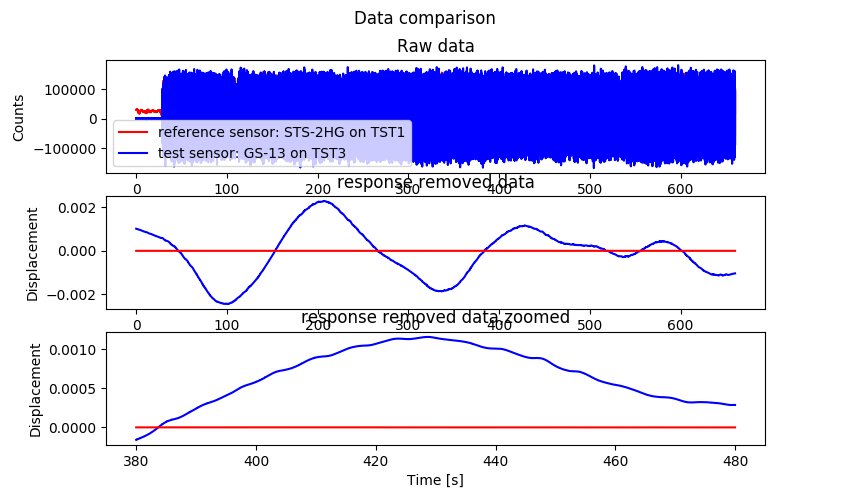 Data comparison
Raw data
100000
0
−100000
Counts
reference sensor: STS-2HG on TST1
test sensor: GS-13 on TST3
0 100 200 300 400 500 600
response removed data
0.002
0.000
−0.002
Displacement
0 100 200 300 400 500 600
response removed data zoomed
0.0010
0.0005
0.0000
Displacement
380 400 420 440 460 480
Time [s]